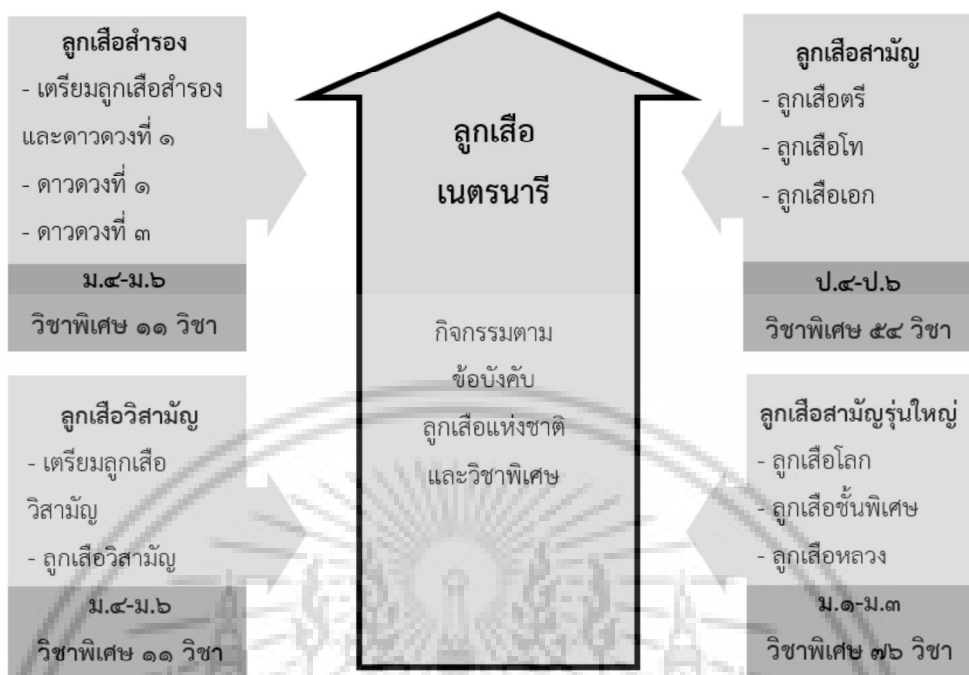 ลูกเสือสำรอง
- เตรียมลูกเสือสำรอง
และดาวดวงที่ ๑
- ดาวดวงที่ ๑
- ดาวดวงที่ ๓
ม.๔-ม.๖
วิชาพิเศษ ๑๑ วิชา
ลูกเสือวิสามัญ
- เตรียมลูกเสือ
วิสามัญ
- ลูกเสือวิสามัญ
ม.๔-ม.๖
วิชาพิเศษ ๑๑ วิชา
ลูกเสือ
เนตรนารี
กิจกรรมตาม
ข้อบังคับ
ลูกเสือแห่งชาติ
และวิชาพิเศษ
ลูกเสือสามัญ
- ลูกเสือตรี
- ลูกเสือโท
- ลูกเสือเอก
ป.๔-ป.๖
วิชาพิเศษ ๕๔ วิชา
ลูกเสือสามัญรุ่นใหญ่
- ลูกเสือโลก
- ลูกเสือชั้นพิเศษ
- ลูกเสือหลวง
ม.๑-ม.๓
วิชาพิเศษ ๗๖ วิชา